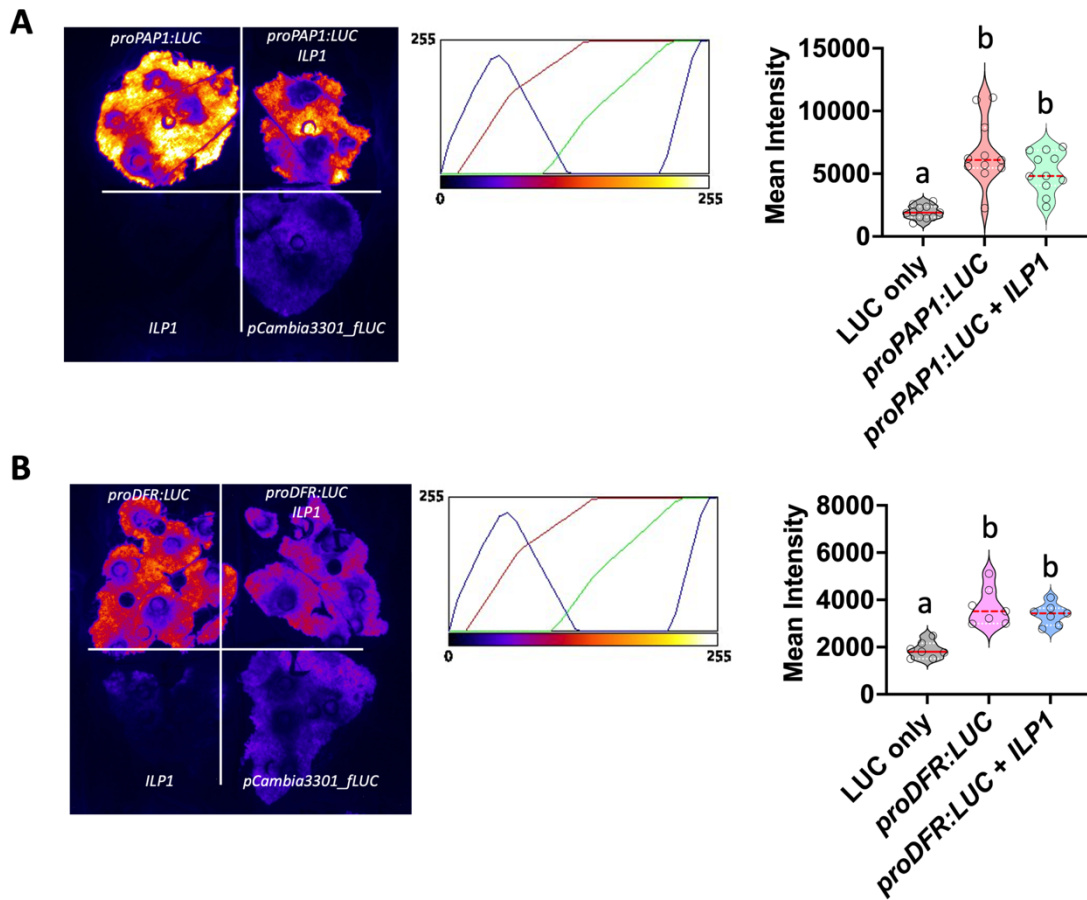 A
proPAP1:LUC
proPAP1:LUC
ILP1
ILP1
pCambia3301_fLUC
255
0
255
15000
10000
5000
0
Mean Intensity
a
b
b
LUC only
proPAP1:LUC
proPAP1:LUC + ILP1
B
proDFR:LUC
proDFR:LUC
ILP1
ILP1
pCambia3301_fLUC
255
0
255
8000
6000
4000
2000
0
Mean Intensity
a
b
b
LUC only
proDFR:LUC
proDFR:LUC + ILP1